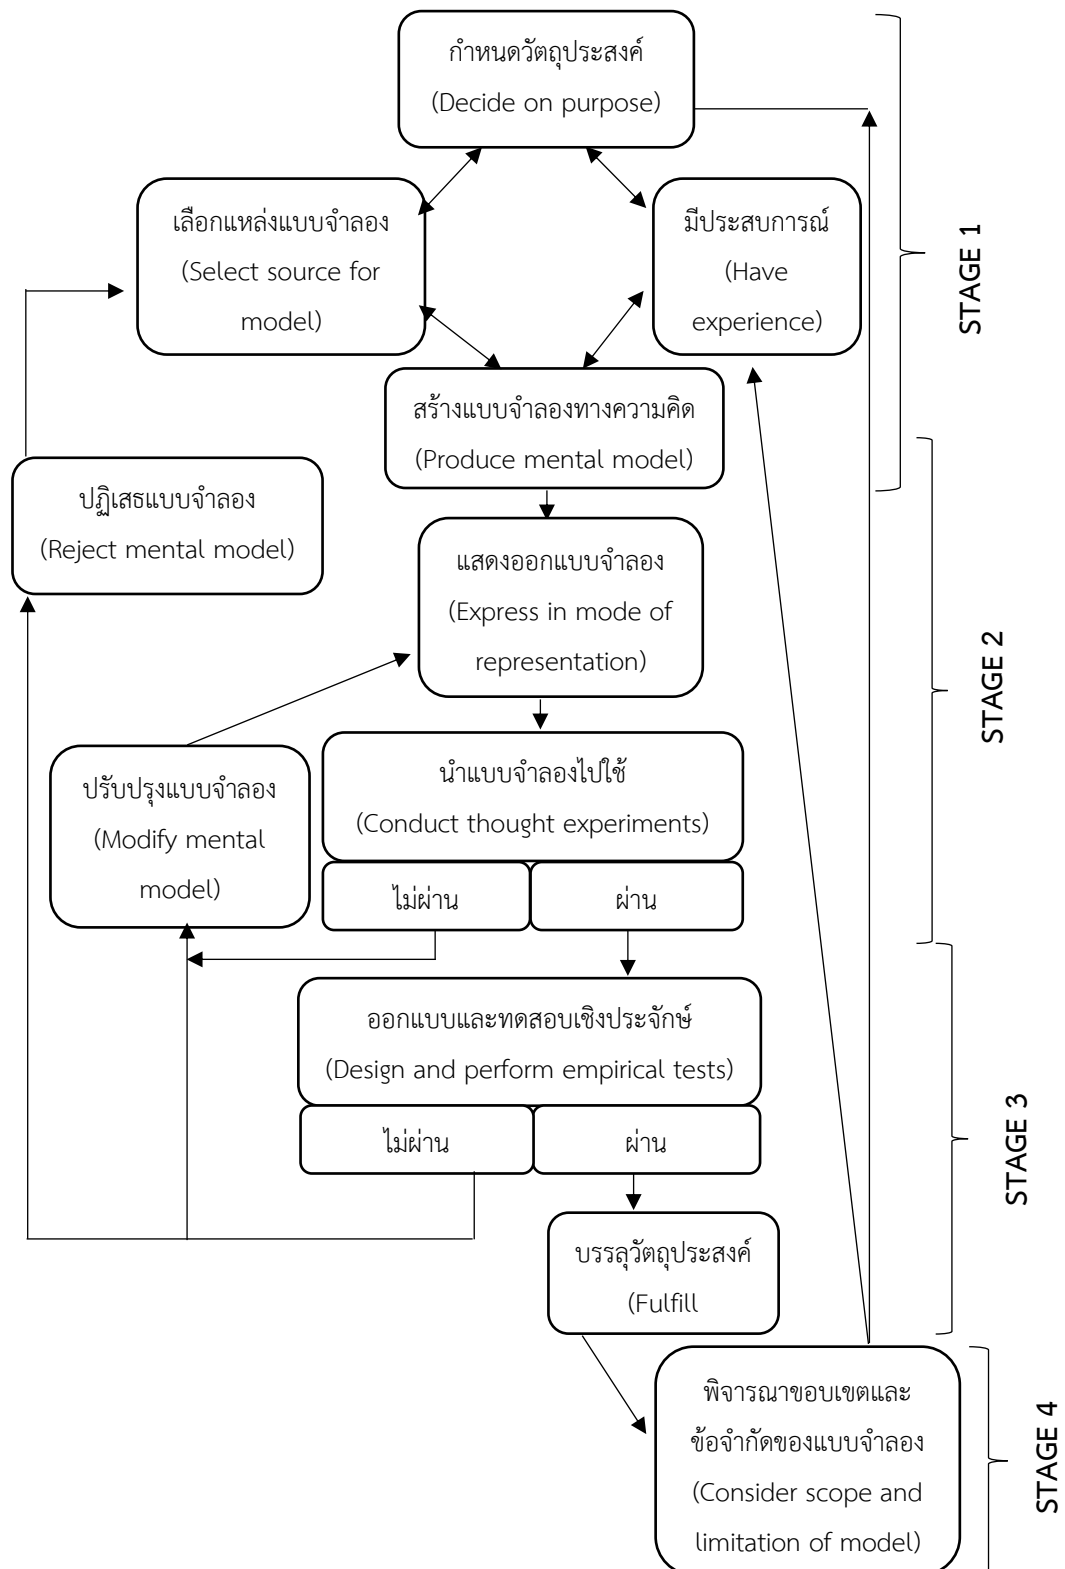 กำหนดวัตถุประสงค์
(Decide on purpose)
เลือกแหล่งแบบจำลอง
(Select source for
model)
มีประสบการณ์
(Have
experience)
STAGE 1
สร้างแบบจำลองทางความคิด
(Produce mental model)
ปฏิเสธแบบจำลอง
(Reject mental model)
แสดงออกแบบจำลอง
(Express in mode of
representation)
STAGE 2
ปรับปรุงแบบจำลอง
(Modify mental
model)
นำแบบจำลองไปใช้
(Conduct thought experiments)
ไม่ผ่าน
ผ่าน
ออกแบบและทดสอบเชิงประจักษ์
(Design and perform empirical tests)
ไม่ผ่าน
ผ่าน
STAGE 3
บรรลุวัตถุประสงค์
(Fulfill
พิจารณาขอบเขตและ
ข้อจำกัดของแบบจำลอง
(Consider scope and
limitation of model)
STAGE 4